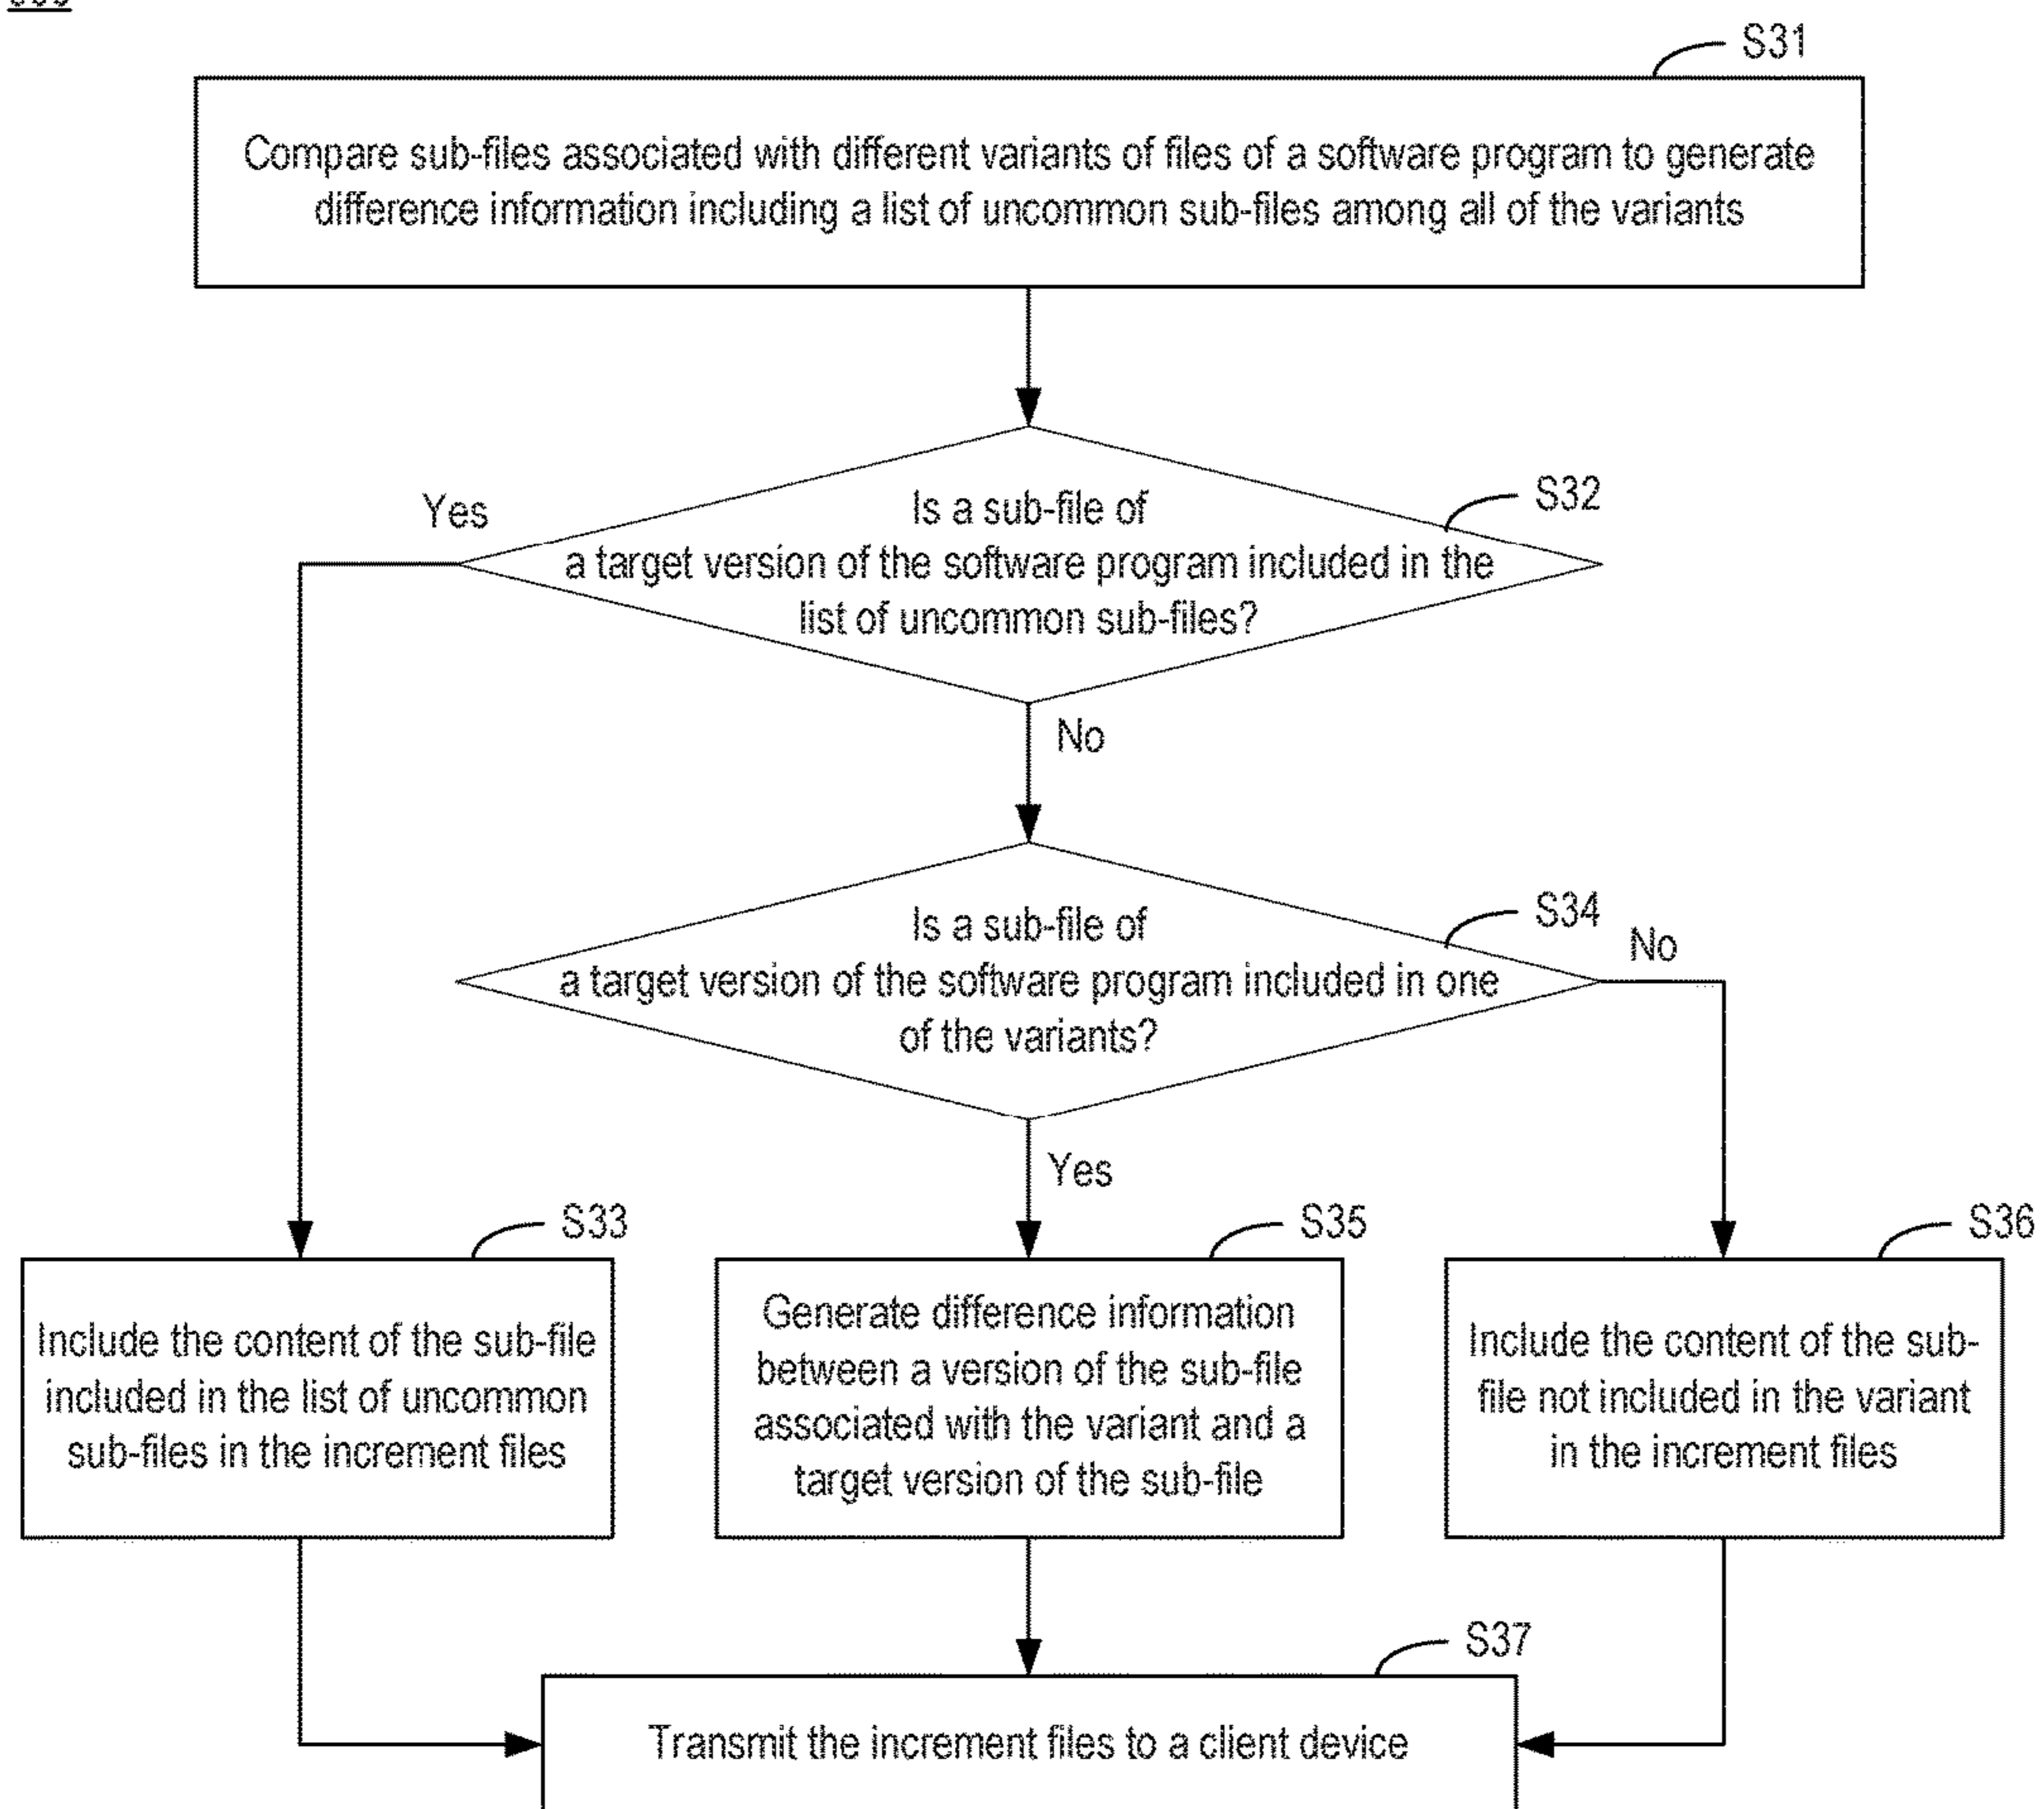 S31
Compare sub-files associated with different variants of files of a software program to generate
difference information including a list of uncommon sub-files among all of the variants
S32
Yes
Is a sub-file of
a target version of the software program included in the
list of uncommon sub-files?
No
S34
No
Is a sub-file of
a target version of the software program included in one
of the variants?
Yes
S33
S35
S36
Include the content of the sub-file
included in the list of uncommon
sub-files in the increment files
Generate difference information
between a version of the sub-file
associated with the variant and a
target version of the sub-file
Include the content of the sub-
file not included in the variant
in the increment files
S37
Transmit the increment files to a client device